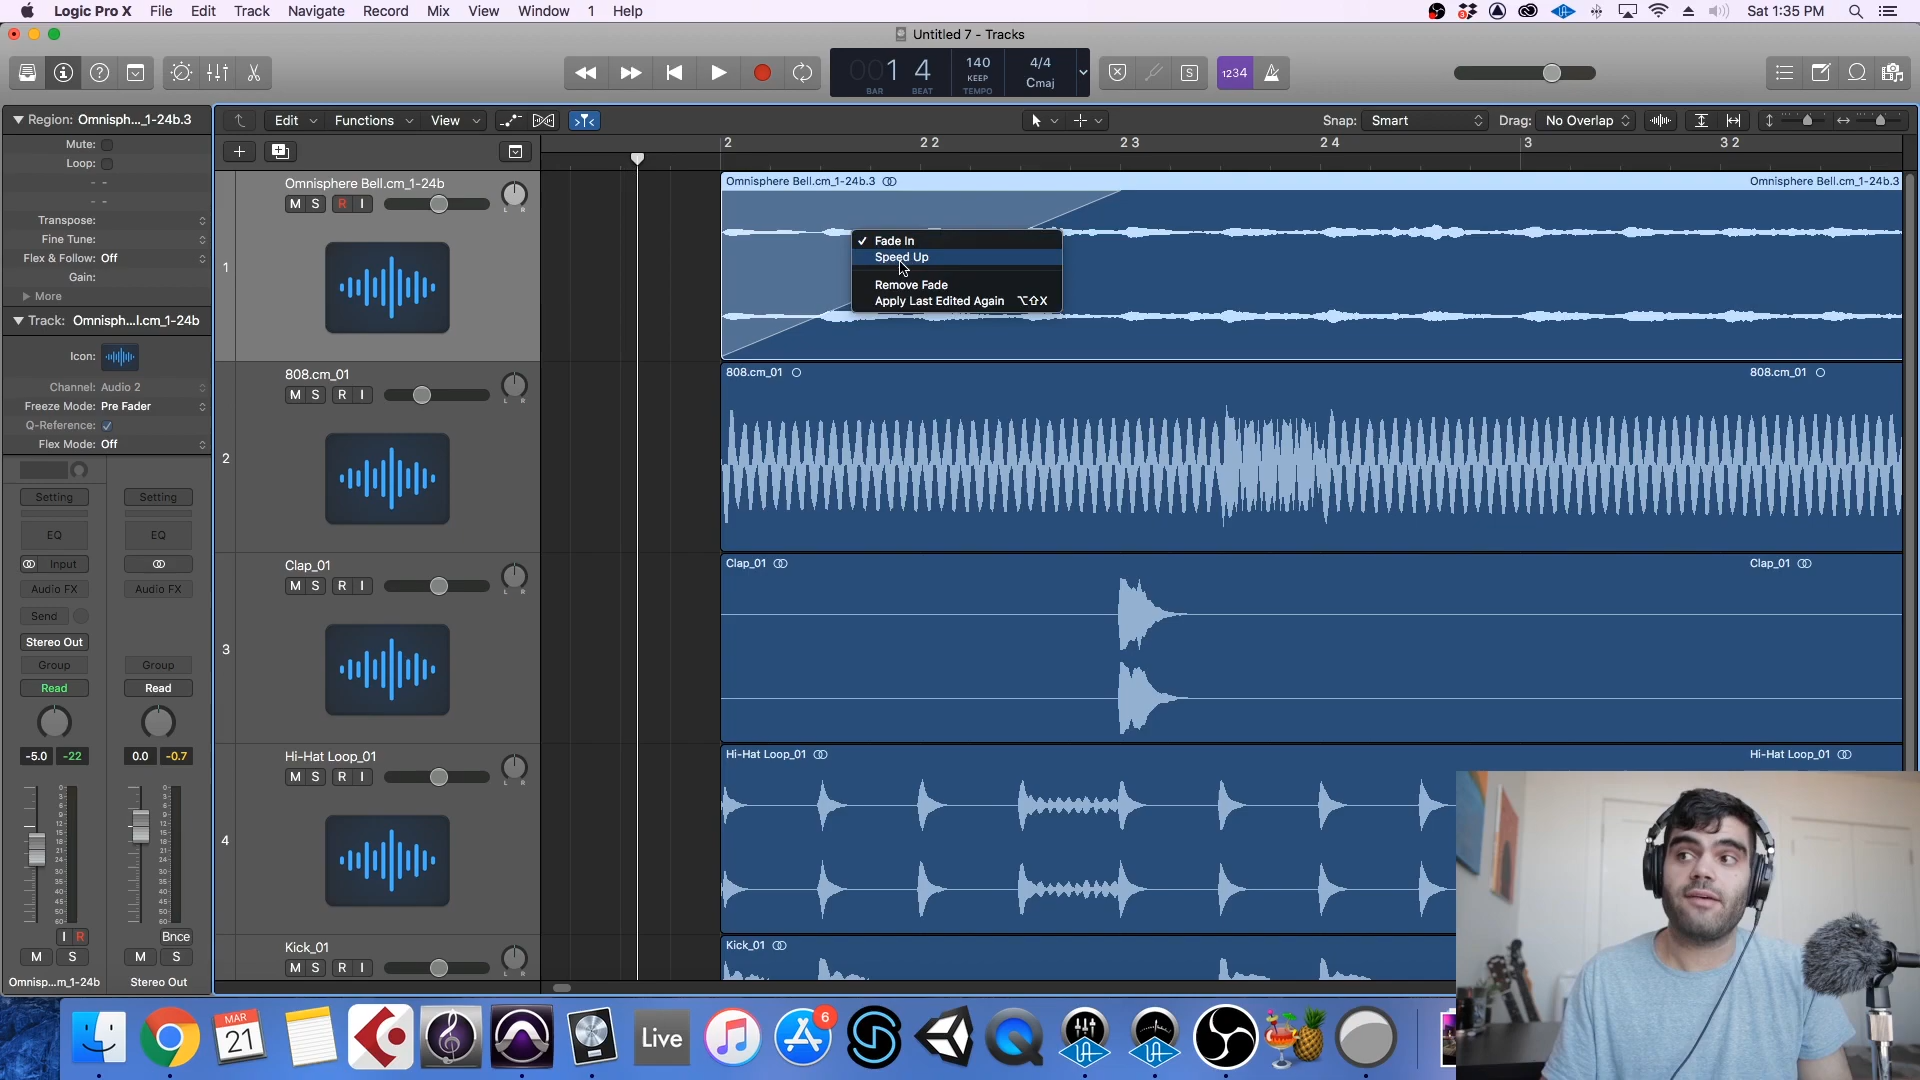 Logic Pro X File Edit Track Navigate Record Mix View Window 1 Help
3 Sat 1:35 PM
Untitled 7 - Tracks
001 4 140 4/4
KEEP Cmaj
BAR BEAT TEMPO
S 1234
Region: Omnisph..._1-24b.3
Edit Functions View Snap: Smart Drag: No Overlap
Mute:
Loop:
- -
- -
Transpose:
Fine Tune:
Flex & Follow: Off
Gain:
More
Track: Omnisph...l.cm_1-24b
Icon:
Channel: Audio 2
Freeze Mode: Pre Fader
Q-Reference:
Flex Mode: Off
Setting Setting
EQ EQ
Input
Audio FX Audio FX
Send
Stereo Out
Group Group
Read Read
-5.0 -22 0.0 -0.7
I R Bnce
M S M S
Omnisp...m_1-24b Stereo Out
2 2 2 2 3 2 4 3 3 2
1
Omnisphere Bell.cm_1-24b
M S R I
L R
Omnisphere Bell.cm_1-24b.3 Omnisphere Bell.cm_1-24b.3
Fade In
Speed Up
Remove Fade
Apply Last Edited Again ⌥⇧X
2
808.cm_01
M S R I
L R
808.cm_01 808.cm_01
3
Clap_01
M S R I
L R
Clap_01 Clap_01
4
Hi-Hat Loop_01
M S R I
L R
Hi-Hat Loop_01 Hi-Hat Loop_01
Kick_01
M S R I
L R
Kick_01
MAR
21
Live
6